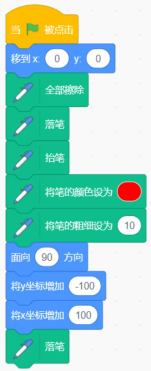 当 被点击
移到 x: 0 y: 0
全部擦除
落笔
抬笔
将笔的颜色设为
将笔的粗细设为 10
面向 90 方向
将y坐标增加 -100
将x坐标增加 100
落笔